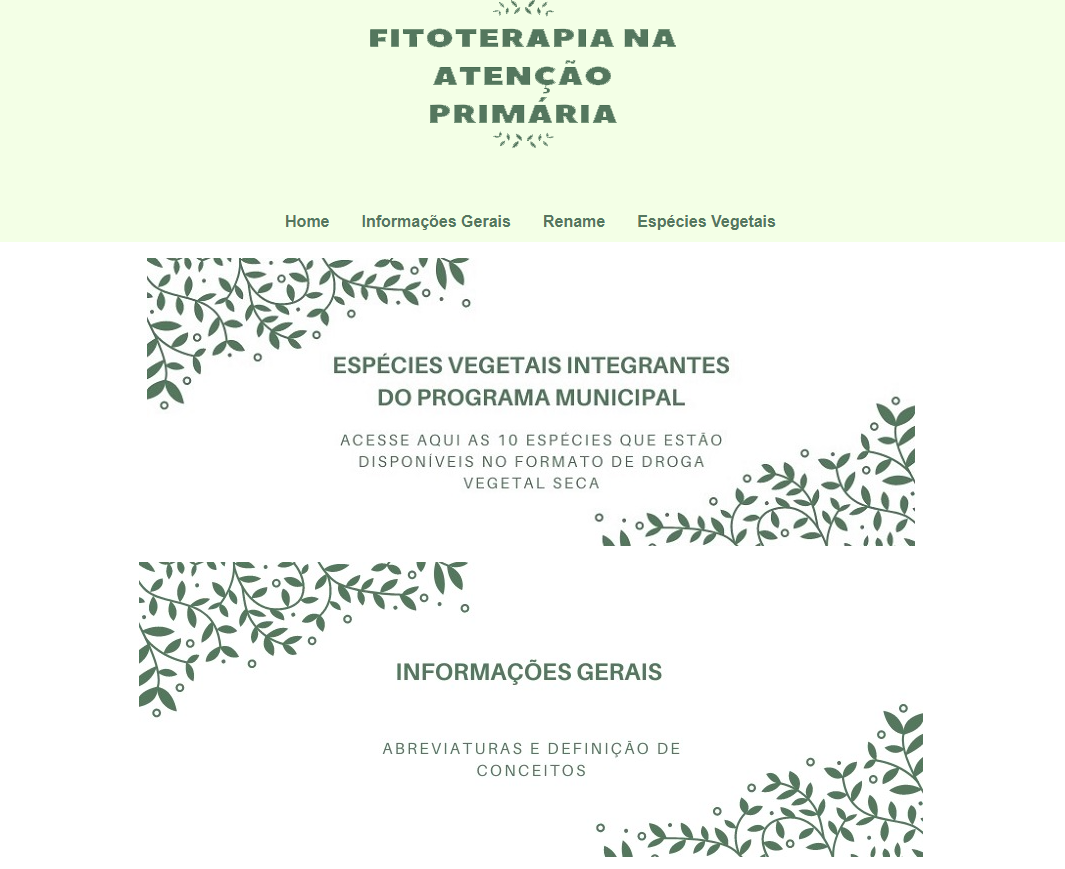 FITOTERAPIA NA
ATENÇÃO
PRIMÁRIA
Home Informações Gerais Rename Espécies Vegetais
ESPÉCIES VEGETAIS INTEGRANTES
DO PROGRAMA MUNICIPAL
ACESSE AQUI AS 10 ESPÉCIES QUE ESTÃO
DISPONÍVEIS NO FORMATO DE DROGA
VEGETAL SECA
INFORMAÇÕES GERAIS
ABREVIATURAS E DEFINIÇÃO DE
CONCEITOS